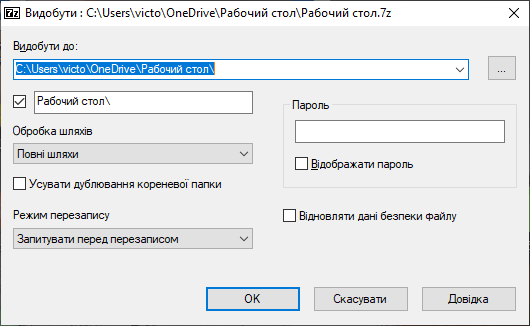 7z Видобути : C:\Users\victo\OneDrive\Рабочий стол\Рабочий стол.7z
Видобути до:
C:\Users\victo\OneDrive\Рабочий стол\
...
Рабочий стол\
Пароль
Обробка шляхів
Повні шляхи
Відображати пароль
Усувати дублювання кореневої папки
Режим перезапису
Відновляти дані безпеки файлу
Запитувати перед перезаписом
OK
Скасувати
Довідка